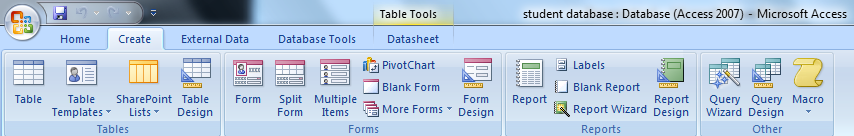 Table Tools
student database : Database (Access 2007) - Microsoft Access
Home Create External Data Database Tools Datasheet
Table
Table Templates
SharePoint Lists
Table Design
Tables
Form
Split Form
Multiple Items
PivotChart
Blank Form
More Forms
Form Design
Forms
Report
Labels
Blank Report
Report Wizard
Report Design
Reports
Query Wizard
Query Design
Macro
Other